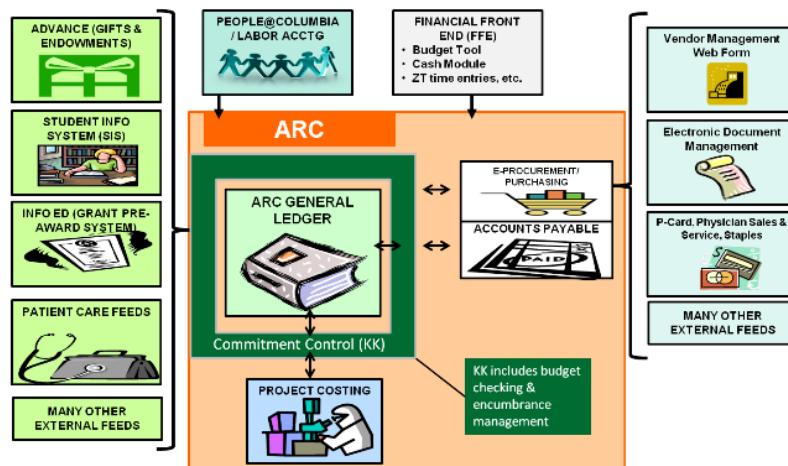 ADVANCE (GIFTS &
ENDOWMENTS)
STUDENT INFO
SYSTEM (SIS)
INFO ED (GRANT PRE-
AWARD SYSTEM)
PATIENT CARE FEEDS
MANY OTHER
EXTERNAL FEEDS
PEOPLE@COLUMBIA
/ LABOR ACCTG
FINANCIAL FRONT
END (FFE)
• Budget Tool
• Cash Module
• ZT time entries, etc.
ARC
ARC GENERAL
LEDGER
Commitment Control (KK)
PROJECT COSTING
E-PROCUREMENT/
PURCHASING
ACCOUNTS PAYABLE
PAID
KK includes budget
checking &
encumbrance
management
Vendor Management
Web Form
Electronic Document
Management
P-Card, Physician Sales &
Service, Staples
MANY OTHER
EXTERNAL FEEDS